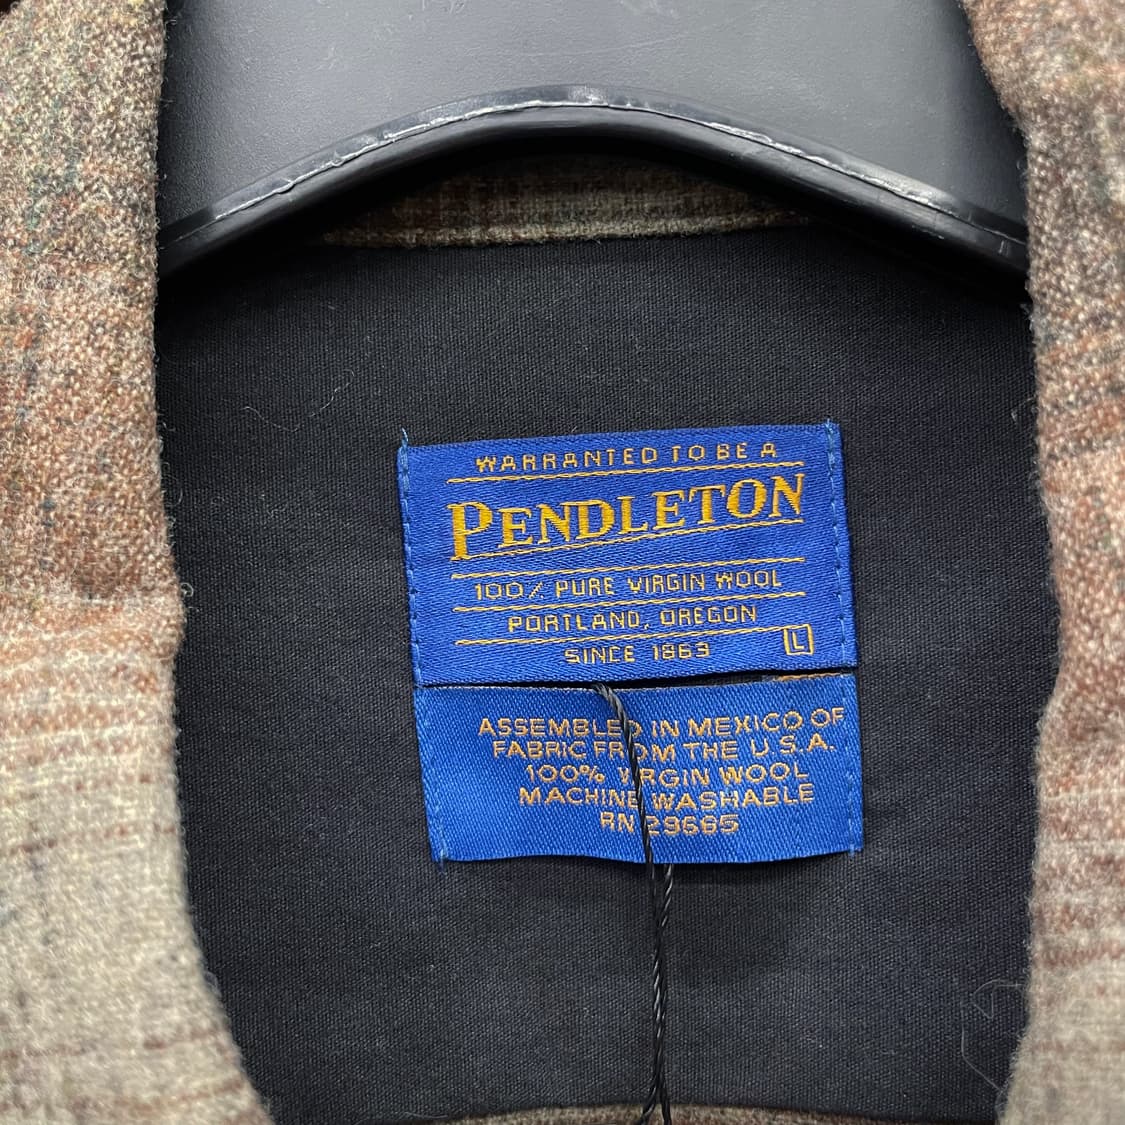 WARRANTED TO BE A
PENDLETON
100% PURE VIRGIN WOOL
PORTLAND, OREGON
SINCE 1863
L
ASSEMBLED IN MEXICO OF
FABRIC FROM THE U.S.A.
100% VIRGIN WOOL
MACHINE WASHABLE
RN 29685